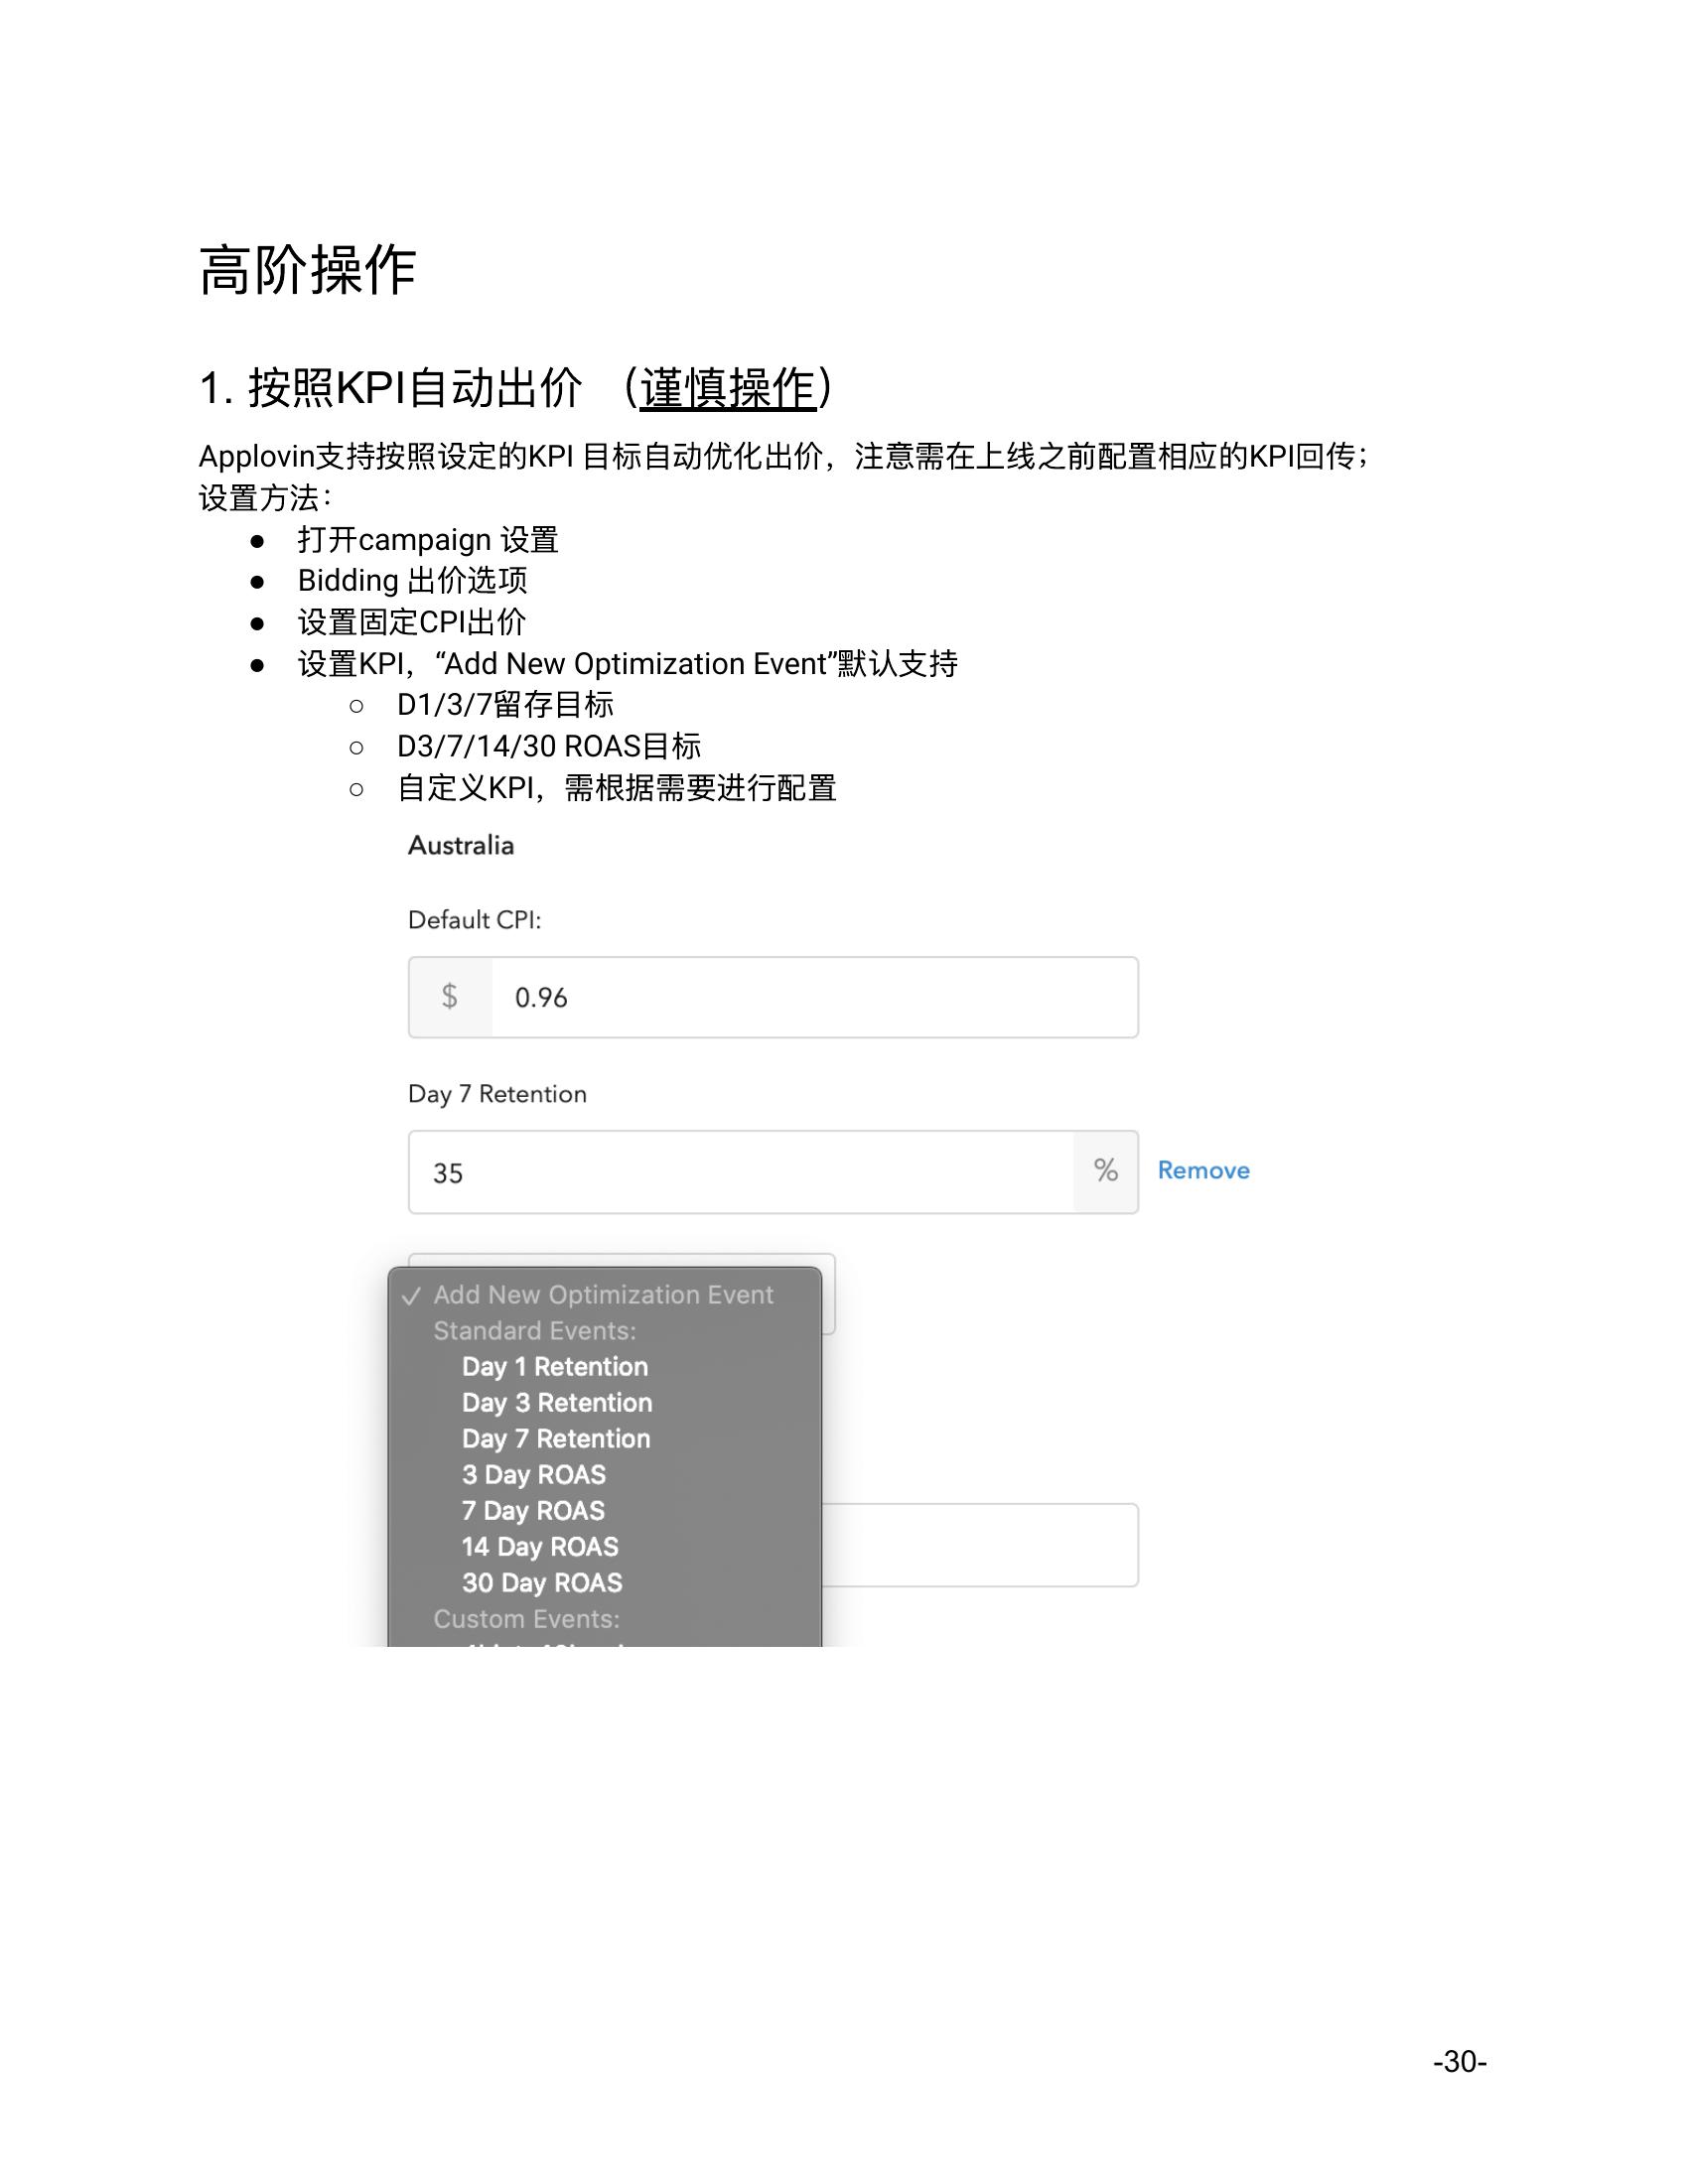 高阶操作
1. 按照KPI自动出价 （谨慎操作）
Applovin支持按照设定的KPI 目标自动优化出价，注意需在上线之前配置相应的KPI回传；
设置方法：
● 打开campaign 设置
● Bidding 出价选项
● 设置固定CPI出价
● 设置KPI，“Add New Optimization Event”默认支持
○ D1/3/7留存目标
○ D3/7/14/30 ROAS目标
○ 自定义KPI，需根据需要进行配置
Australia
Default CPI:
$ 0.96
Day 7 Retention
35 % Remove
✓ Add New Optimization Event
Standard Events:
Day 1 Retention
Day 3 Retention
Day 7 Retention
3 Day ROAS
7 Day ROAS
14 Day ROAS
30 Day ROAS
Custom Events:
-30-